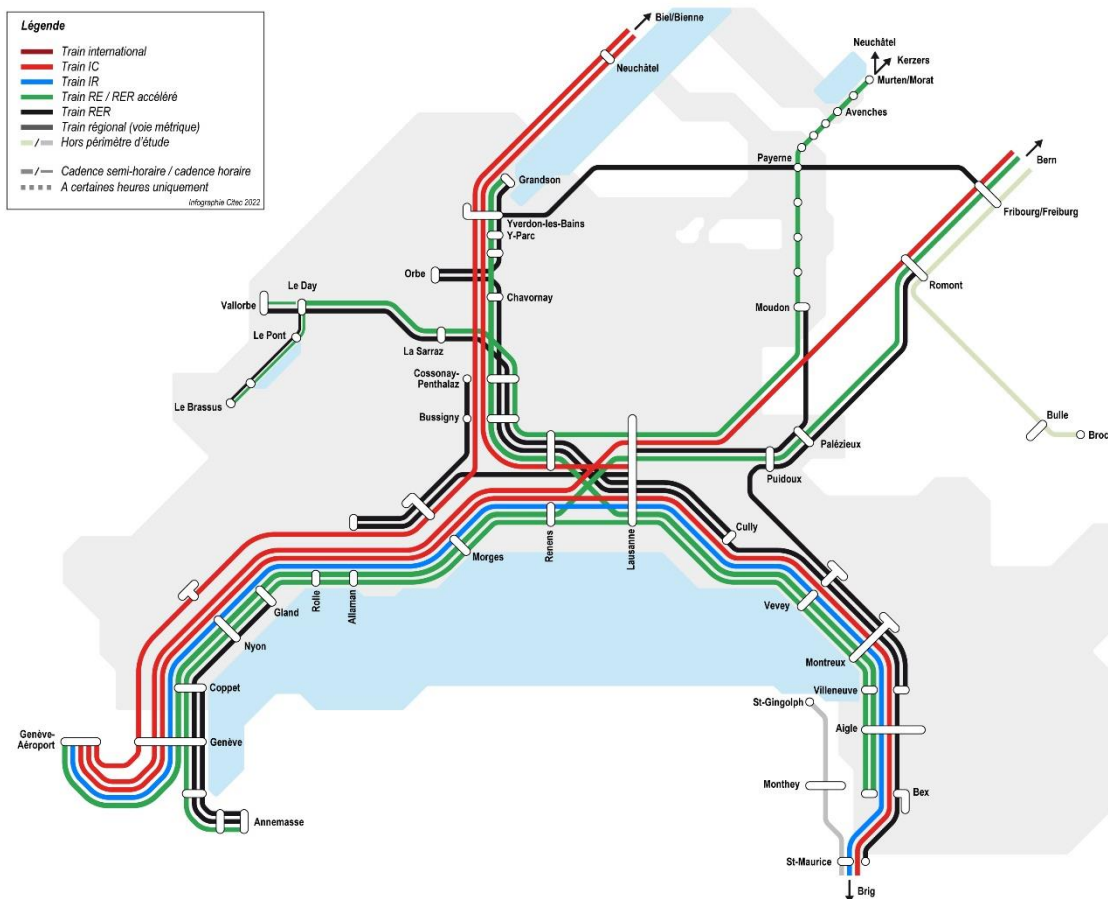 Légende
Train international
Train IC
Train IR
Train RE / RER accéléré
Train RER
Train régional (voie métrique)
Hors périmètre d'étude
Cadence semi-horaire / cadence horaire
A certaines heures uniquement
Infographie Citec 2022
Biel/Bienne
Neuchâtel
Neuchâtel
Kerzers
Murten/Morat
Avenches
Payerne
Bern
Grandson
Fribourg/Freiburg
Yverdon-les-Bains
Y-Parc
Orbe
Romont
Le Day
Chavornay
Vallorbe
Moudon
Le Pont
La Sarraz
Cossonay-
Penthalaz
Le Brassus
Bussigny
Bulle
Broc
Palézieux
Puidoux
Cully
Renens
Lausanne
Morges
Rolle
Allaman
Gland
Vevey
Nyon
Montreux
Coppet
Villeneuve
St-Gingolph
Genève-
Aéroport
Genève
Aigle
Monthey
Bex
Annemasse
St-Maurice
Brig